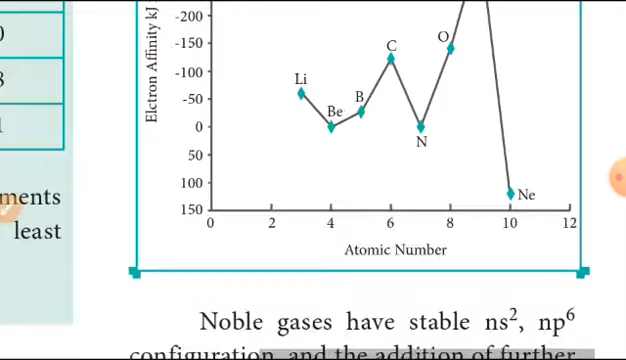 0
8
1
ments
least
Elctron Affinity kJ
-200
-150
-100
-50
0
50
100
150
0 2 4 6 8 10 12
Li
Be
B
C
N
O
Ne
Atomic Number
Noble gases have stable ns², np⁶
configuration, and the addition of further